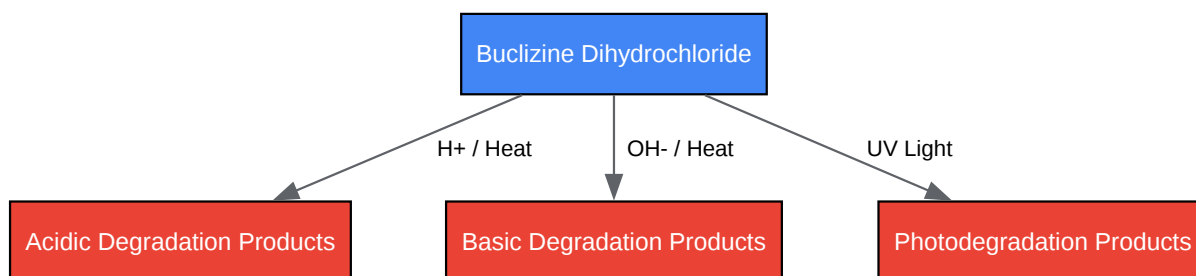 Buclizine Dihydrochloride
H+ / Heat
OH- / Heat
UV Light
Acidic Degradation Products
Basic Degradation Products
Photodegradation Products